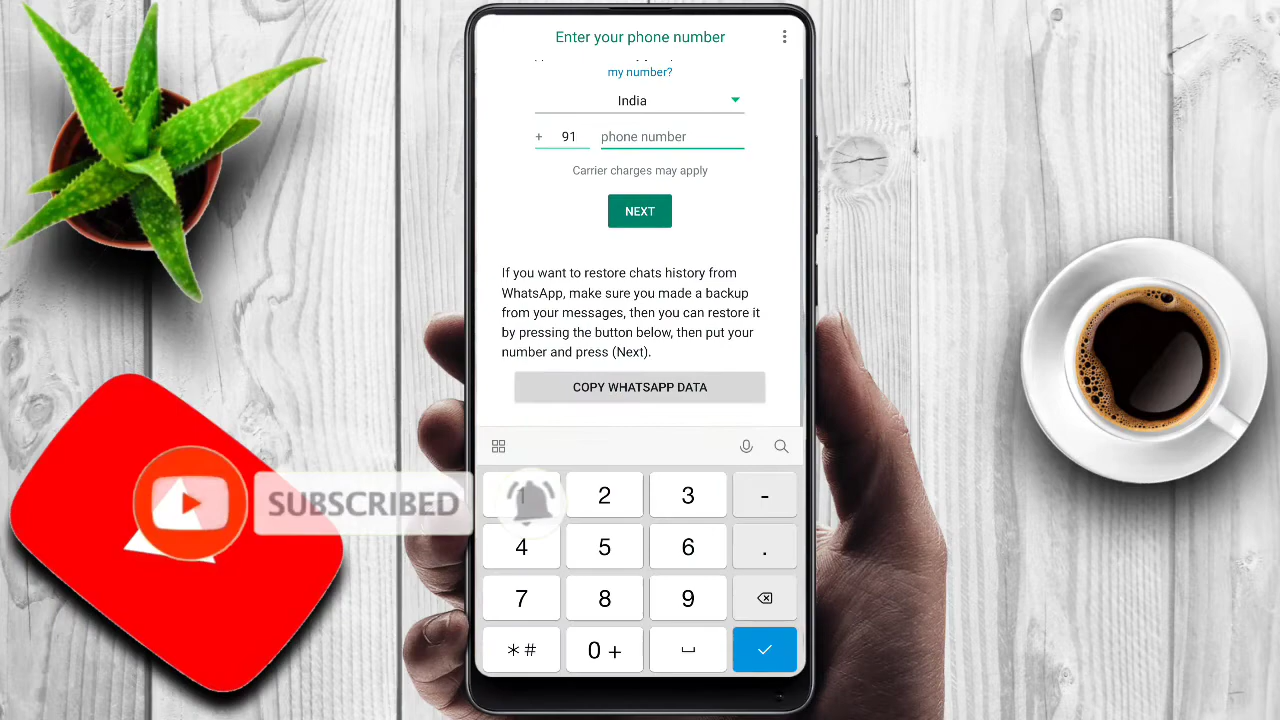 Enter your phone number
my number?
India
+ 91 phone number
Carrier charges may apply
NEXT
If you want to restore chats history from
WhatsApp, make sure you made a backup
from your messages, then you can restore it
by pressing the button below, then put your
number and press (Next).
COPY WHATSAPP DATA
SUBSCRIBED
1 2 3 -
4 5 6 .
7 8 9
*# 0 +